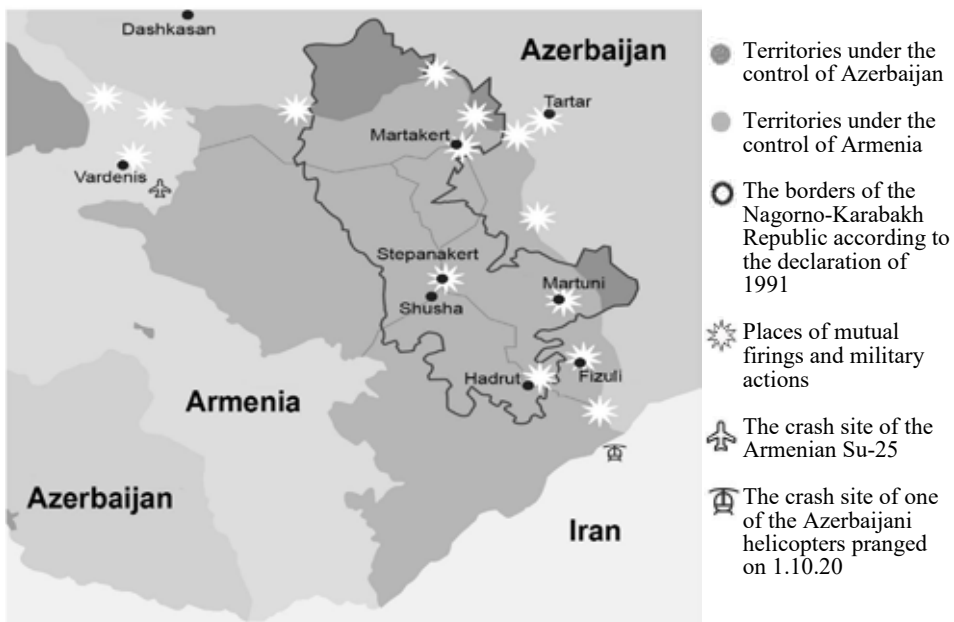 Dashkasan
Azerbaijan
Tartar
Martakert
Vardenis
Stepanakert
Martuni
Shusha
Hadrut
Fizuli
Armenia
Azerbaijan
Iran
Territories under the
control of Azerbaijan
Territories under the
control of Armenia
The borders of the
Nagorno-Karabakh
Republic according to
the declaration of
1991
Places of mutual
firings and military
actions
The crash site of the
Armenian Su-25
The crash site of one
of the Azerbaijani
helicopters pranged
on 1.10.20